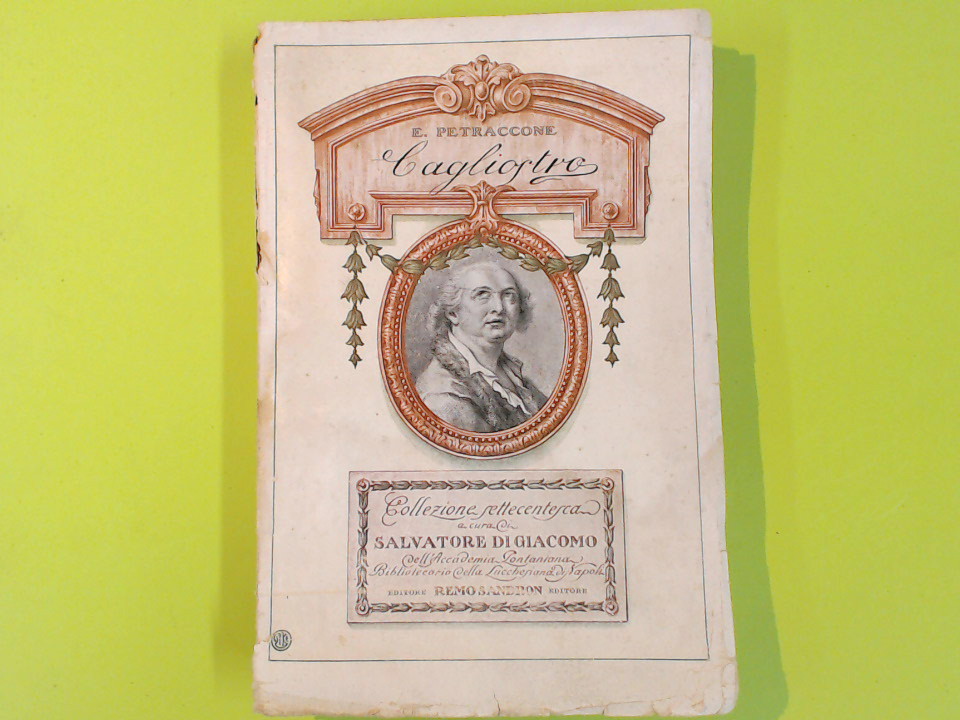 E. PETRACCONE
Cagliostro
Collezione settecentesca
a cura di
SALVATORE DI GIACOMO
dell'Accademia Pontaniana
Bibliotecario della Lucchesiana di Napoli
EDITORE REMO SANDRON EDITORE